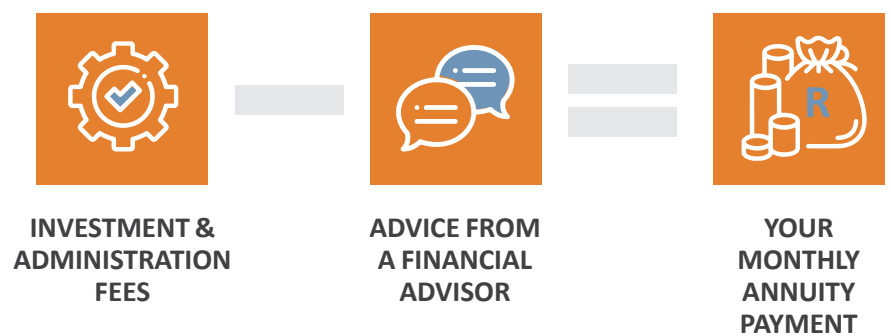 R
INVESTMENT &
ADMINISTRATION
FEES
ADVICE FROM
A FINANCIAL
ADVISOR
YOUR
MONTHLY
ANNUITY
PAYMENT